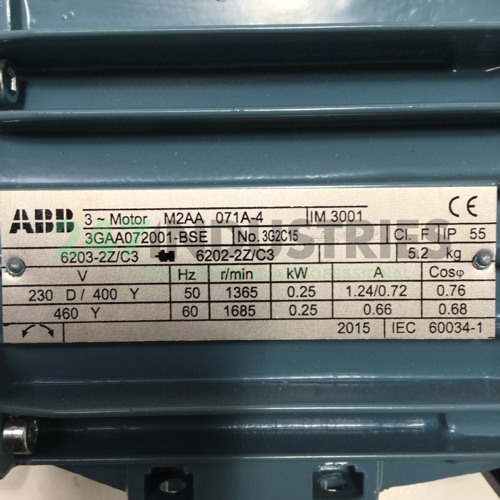 ABB 3 ~ Motor M2AA 071A-4 IM 3001 CE
3GAA072001-BSE No. 3G2C15 Cl. F IP 55
6203-2Z/C3 6202-2Z/C3 5.2 kg
V Hz r/min kW A Cosφ
230 D / 400 Y 50 1365 0.25 1.24/0.72 0.76
460 Y 60 1685 0.25 0.66 0.68
2015 IEC 60034-1